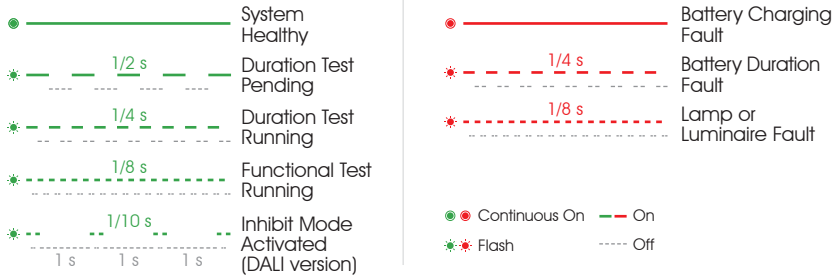 System
Healthy
1/2 s
Duration Test
Pending
1/4 s
Duration Test
Running
1/8 s
Functional Test
Running
1/10 s
Inhibit Mode
Activated
(DALI version)
1 s 1 s 1 s
Battery Charging
Fault
1/4 s
Battery Duration
Fault
1/8 s
Lamp or
Luminaire Fault
Continuous On On
Flash Off